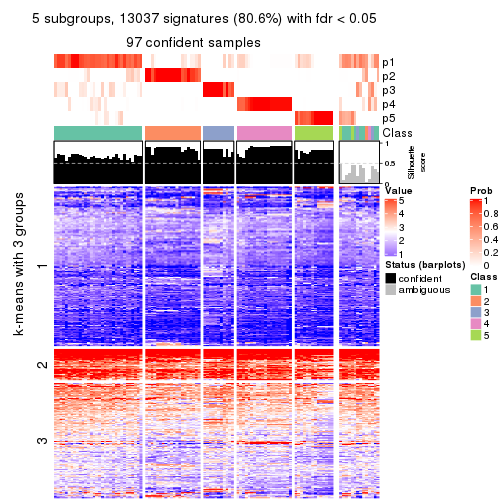 5 subgroups, 13037 signatures (80.6%) with fdr < 0.05
97 confident samples
p1
p2
p3
p4
p5
Class
1
0.5
0
Silhouette
score
k-means with 3 groups
1
2
3
Value
5
4
3
2
1
Status (barplots)
confident
ambiguous
Prob
1
0.8
0.6
0.4
0.2
0
Class
1
2
3
4
5